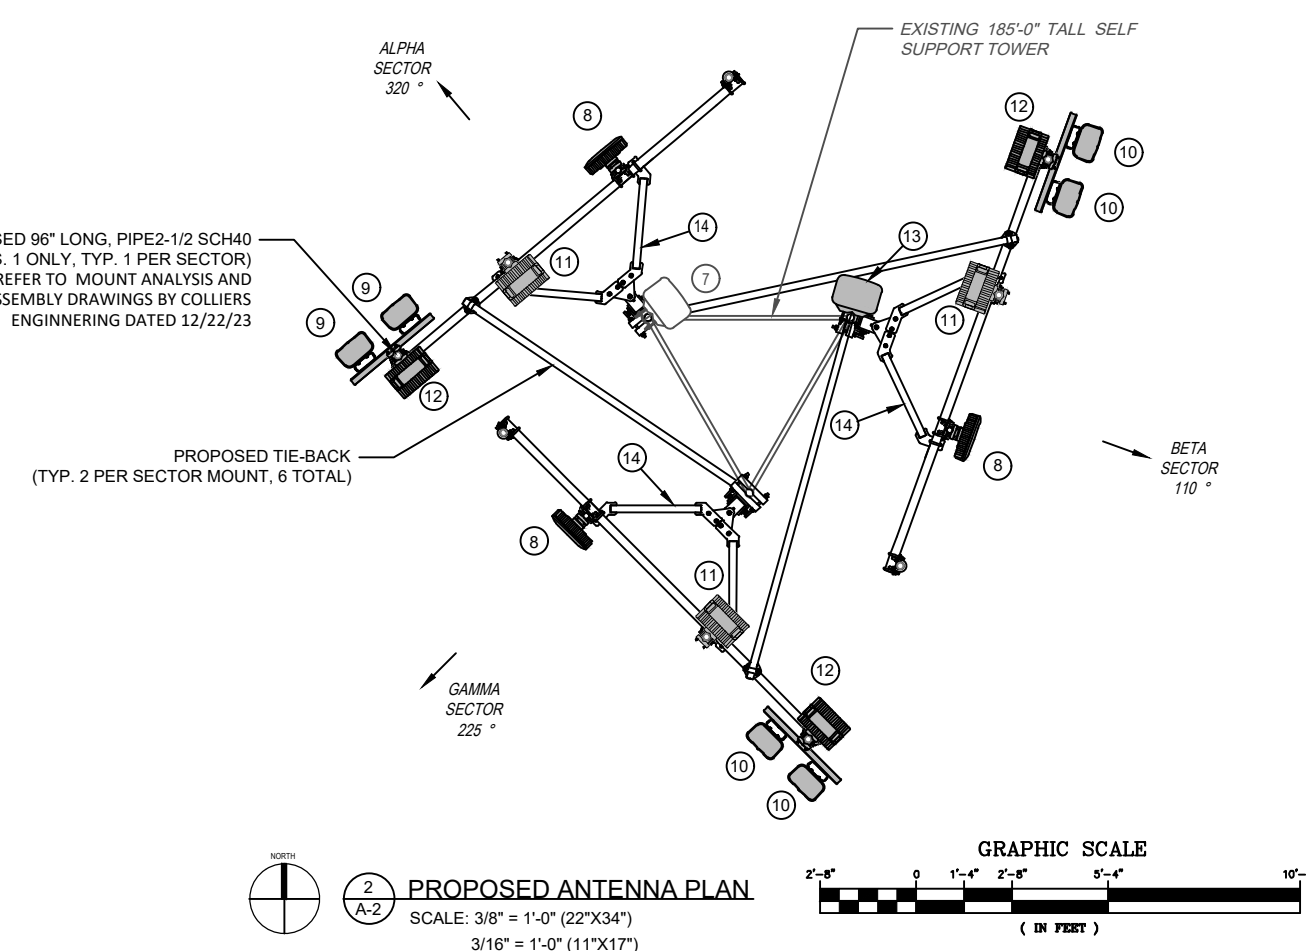 EXISTING 185'-0" TALL SELF
SUPPORT TOWER
ALPHA
SECTOR
320 °
8
12
10
10
14
13
7
11
11
SED 96" LONG, PIPE2-1/2 SCH40
S. 1 ONLY, TYP. 1 PER SECTOR)
REFER TO MOUNT ANALYSIS AND
SSEMBLY DRAWINGS BY COLLIERS
ENGINNERING DATED 12/22/23
9
9
12
14
8
BETA
SECTOR
110 °
PROPOSED TIE-BACK
(TYP. 2 PER SECTOR MOUNT, 6 TOTAL)
14
8
11
12
GAMMA
SECTOR
225 °
10
10
NORTH
2
A-2
PROPOSED ANTENNA PLAN
SCALE: 3/8" = 1'-0" (22"X34")
3/16" = 1'-0" (11"X17")
GRAPHIC SCALE
2'-8" 0 1'-4" 2'-8" 5'-4" 10'-
( IN FEET )